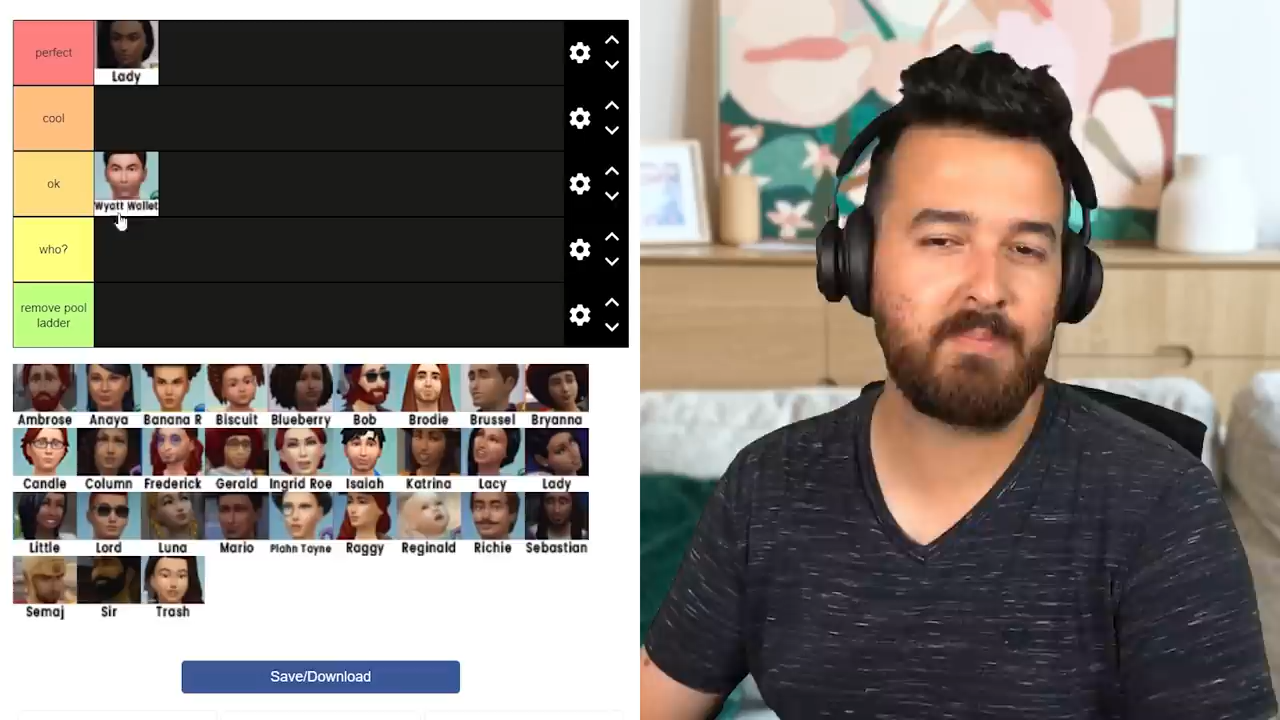 perfect
Lady
cool
ok
Wyatt Wallet
who?
remove pool
ladder
Ambrose Anaya Banana R Biscuit Blueberry Bob Brodie Brussel Bryanna
Candle Column Frederick Gerald Ingrid Roe Isaiah Katrina Lacy Lady
Little Lord Luna Mario Plahn Tayne Raggy Reginald Richie Sebastian
Semaj Sir Trash
Save/Download